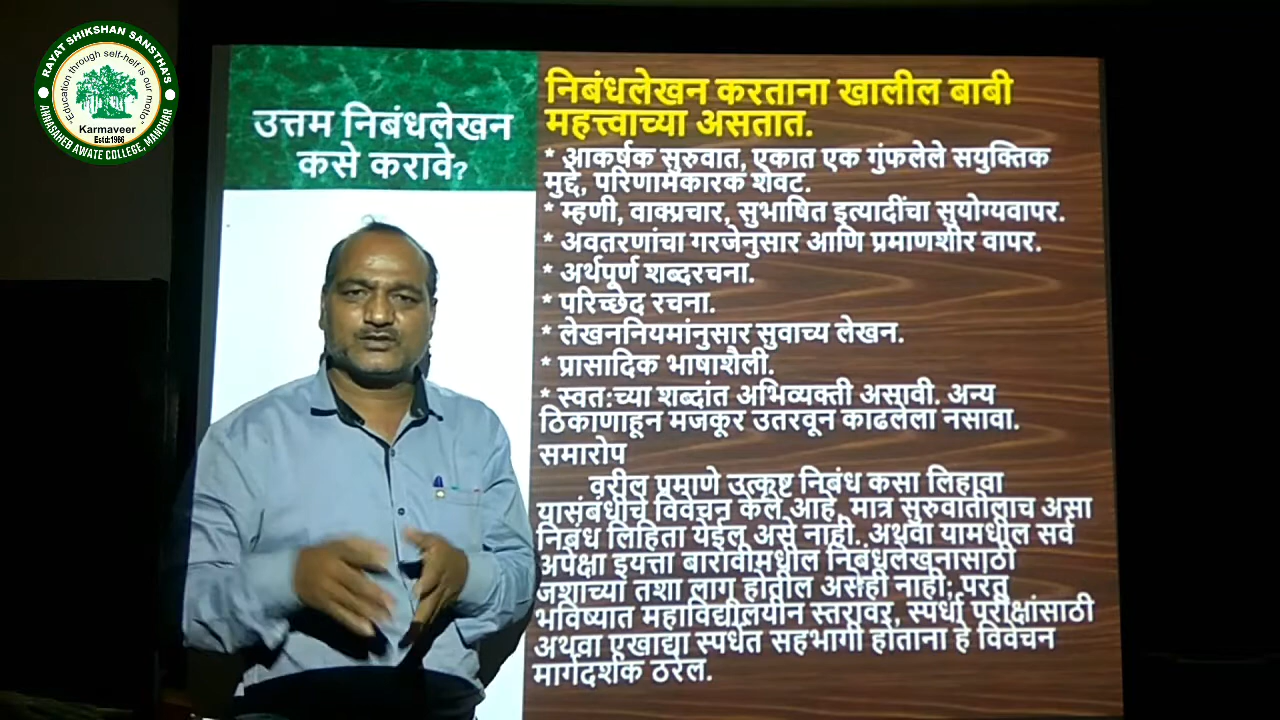 RAYAT SHIKSHAN SANSTHA'S
"Education through self-help is our motto"
Karmaveer
Estd:1986
ANNASAHEB AWATE COLLEGE, MANCHAR
उत्तम निबंधलेखन
कसे करावे?
निबंधलेखन करताना खालील बाबी
महत्त्वाच्या असतात.
* आकर्षक सुरुवात, एकात एक गुंफलेले सयुक्तिक
मुद्दे, परिणामकारक शेवट.
* म्हणी, वाक्प्रचार, सुभाषित इत्यादींचा सुयोग्यवापर.
* अवतरणांचा गरजेनुसार आणि प्रमाणशीर वापर.
* अर्थपूर्ण शब्दरचना.
* परिच्छेद रचना.
* लेखननियमांनुसार सुवाच्य लेखन.
* प्रासादिक भाषाशैली.
* स्वत:च्या शब्दांत अभिव्यक्ती असावी. अन्य
ठिकाणाहून मजकूर उतरवून काढलेला नसावा.
समारोप
वरील प्रमाणे उत्कृष्ट निबंध कसा लिहावा
यासंबंधीचे विवेचन केले आहे. मात्र सुरुवातीलाच असा
निबंध लिहिता येईल असे नाही. अथवा यामधील सर्व
अपेक्षा इयत्ता बारावीमधील निबंधलेखनासाठी
जशाच्या तशा लागू होतील असेही नाही; परंतु
भविष्यात महाविद्यालयीन स्तरावर, स्पर्धा परीक्षांसाठी
अथवा एखाद्या स्पर्धेत सहभागी होताना हे विवेचन
मार्गदर्शक ठरेल.